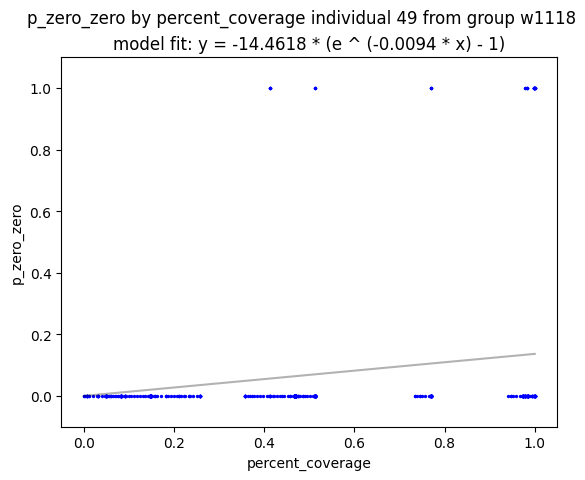 p_zero_zero by percent_coverage individual 49 from group w1118
model fit: y = -14.4618 * (e ^ (-0.0094 * x) - 1)
1.0
0.8
0.6
0.4
0.2
0.0
p_zero_zero
0.0 0.2 0.4 0.6 0.8 1.0
percent_coverage